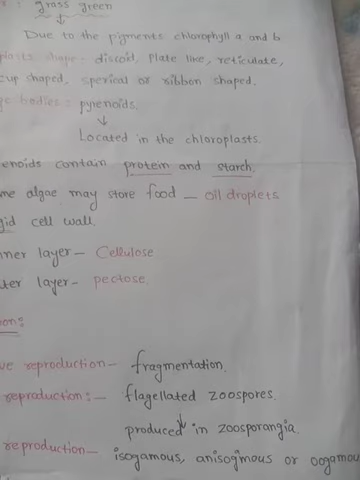 : grass green
Due to the pigments chlorophyll a and b
plasts shape: discoid, plate like, reticulate,
cup shaped, sperical or ribbon shaped.
ge bodies: pyrenoids.
Located in the chloroplasts.
enoids contain protein and starch.
me algae may store food - oil droplets
gid cell wall.
nner layer - Cellulose
uter layer - pectose.
ion:
ve reproduction - fragmentation.
reproduction:- flagellated zoospores.
produced in zoosporangia.
reproduction - isogamous, anisogmous or oogamou